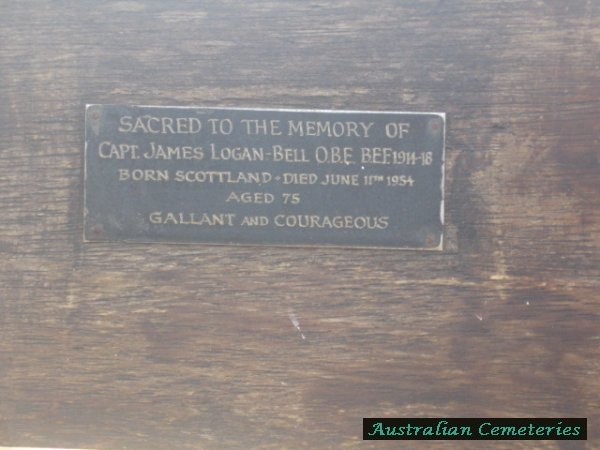 SACRED TO THE MEMORY OF
CAPT. JAMES LOGAN-BELL O.B.E. B.E.F. 1914-18
BORN SCOTTLAND · DIED JUNE 11TH 1954
AGED 75
GALLANT AND COURAGEOUS
Australian Cemeteries